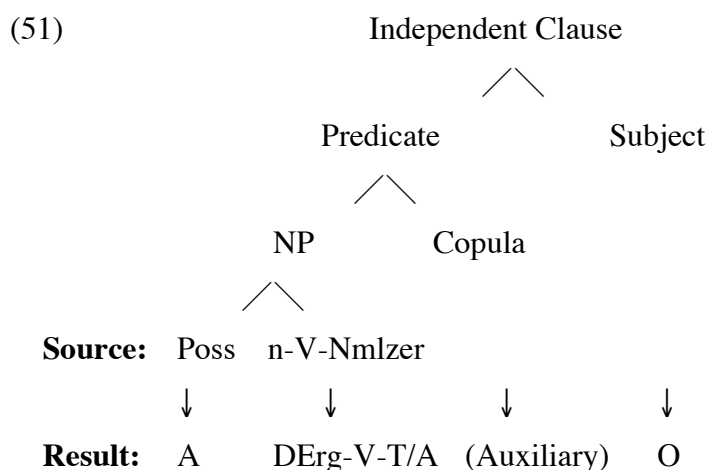 (51) Independent Clause
Predicate Subject
NP Copula
Source: Poss n-V-Nmlzer
↓ ↓ ↓ ↓
Result: A DErg-V-T/A (Auxiliary) O